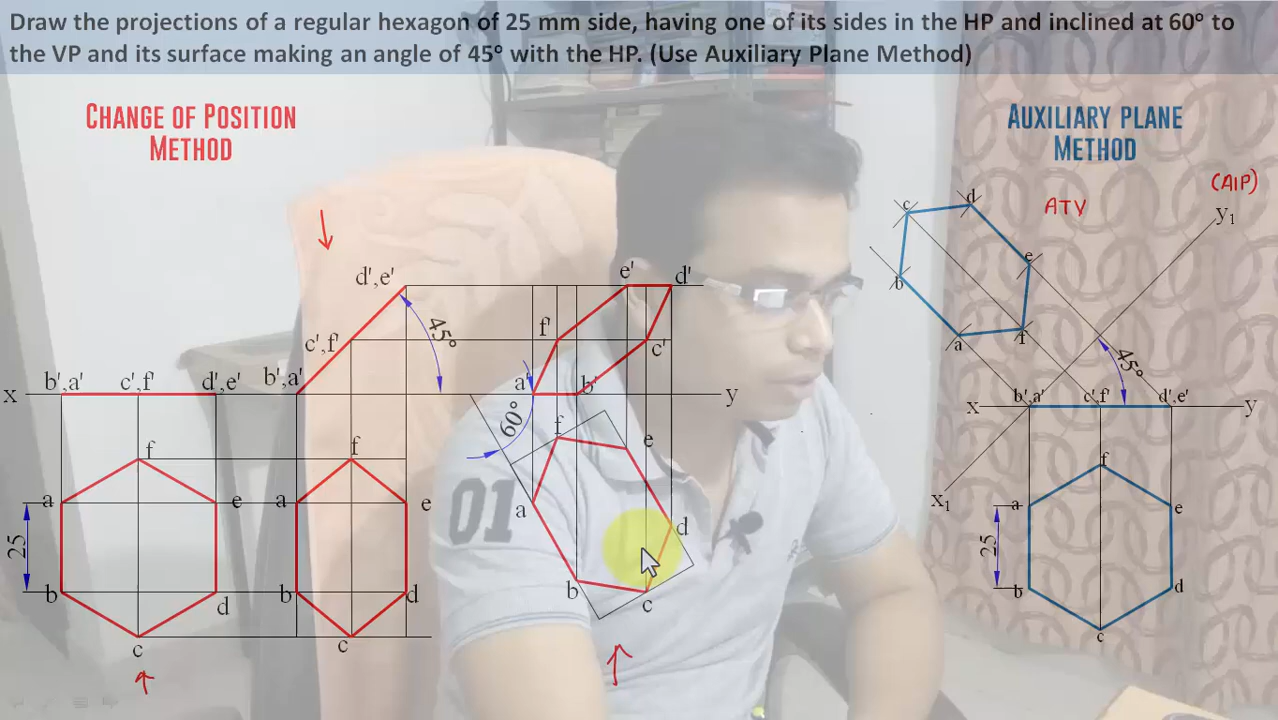 Draw the projections of a regular hexagon of 25 mm side, having one of its sides in the HP and inclined at 60° to
the VP and its surface making an angle of 45° with the HP. (Use Auxiliary Plane Method)
CHANGE OF POSITION
METHOD
AUXILIARY PLANE
METHOD
(AIP)
ATV
y₁
c d
e
b
a f
45°
d',e'
c',f'
b',a'
45°
e' d'
f' c'
a' b'
60°
x b',a' c',f' d',e' y
f
a e
25
b d
c
f
a e
b d
c
f e
a d
b c
01
x b',a' c',f' d',e' y
x₁
f
a e
25
b d
c